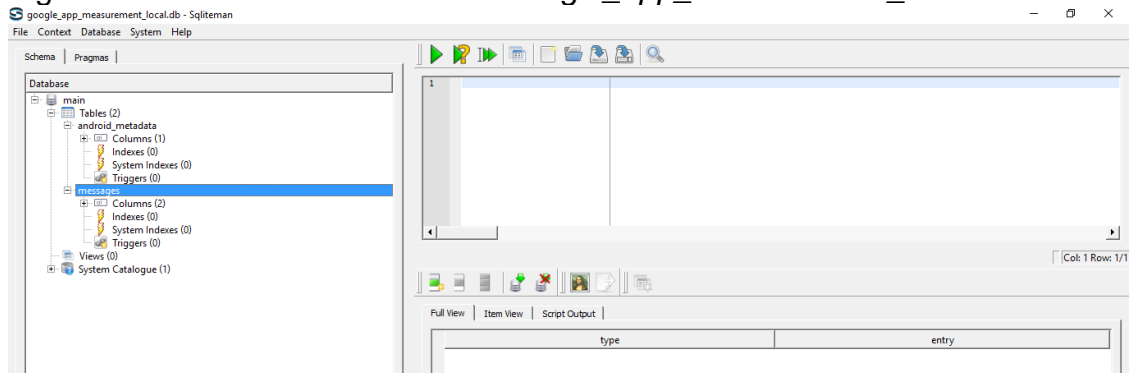 google_app_measurement_local.db - Sqliteman
File Context Database System Help
Schema Pragmas
Database
main
Tables (2)
android_metadata
Columns (1)
Indexes (0)
System Indexes (0)
Triggers (0)
messages
Columns (2)
Indexes (0)
System Indexes (0)
Triggers (0)
Views (0)
System Catalogue (1)
1
Col: 1 Row: 1/1
Full View Item View Script Output
type entry